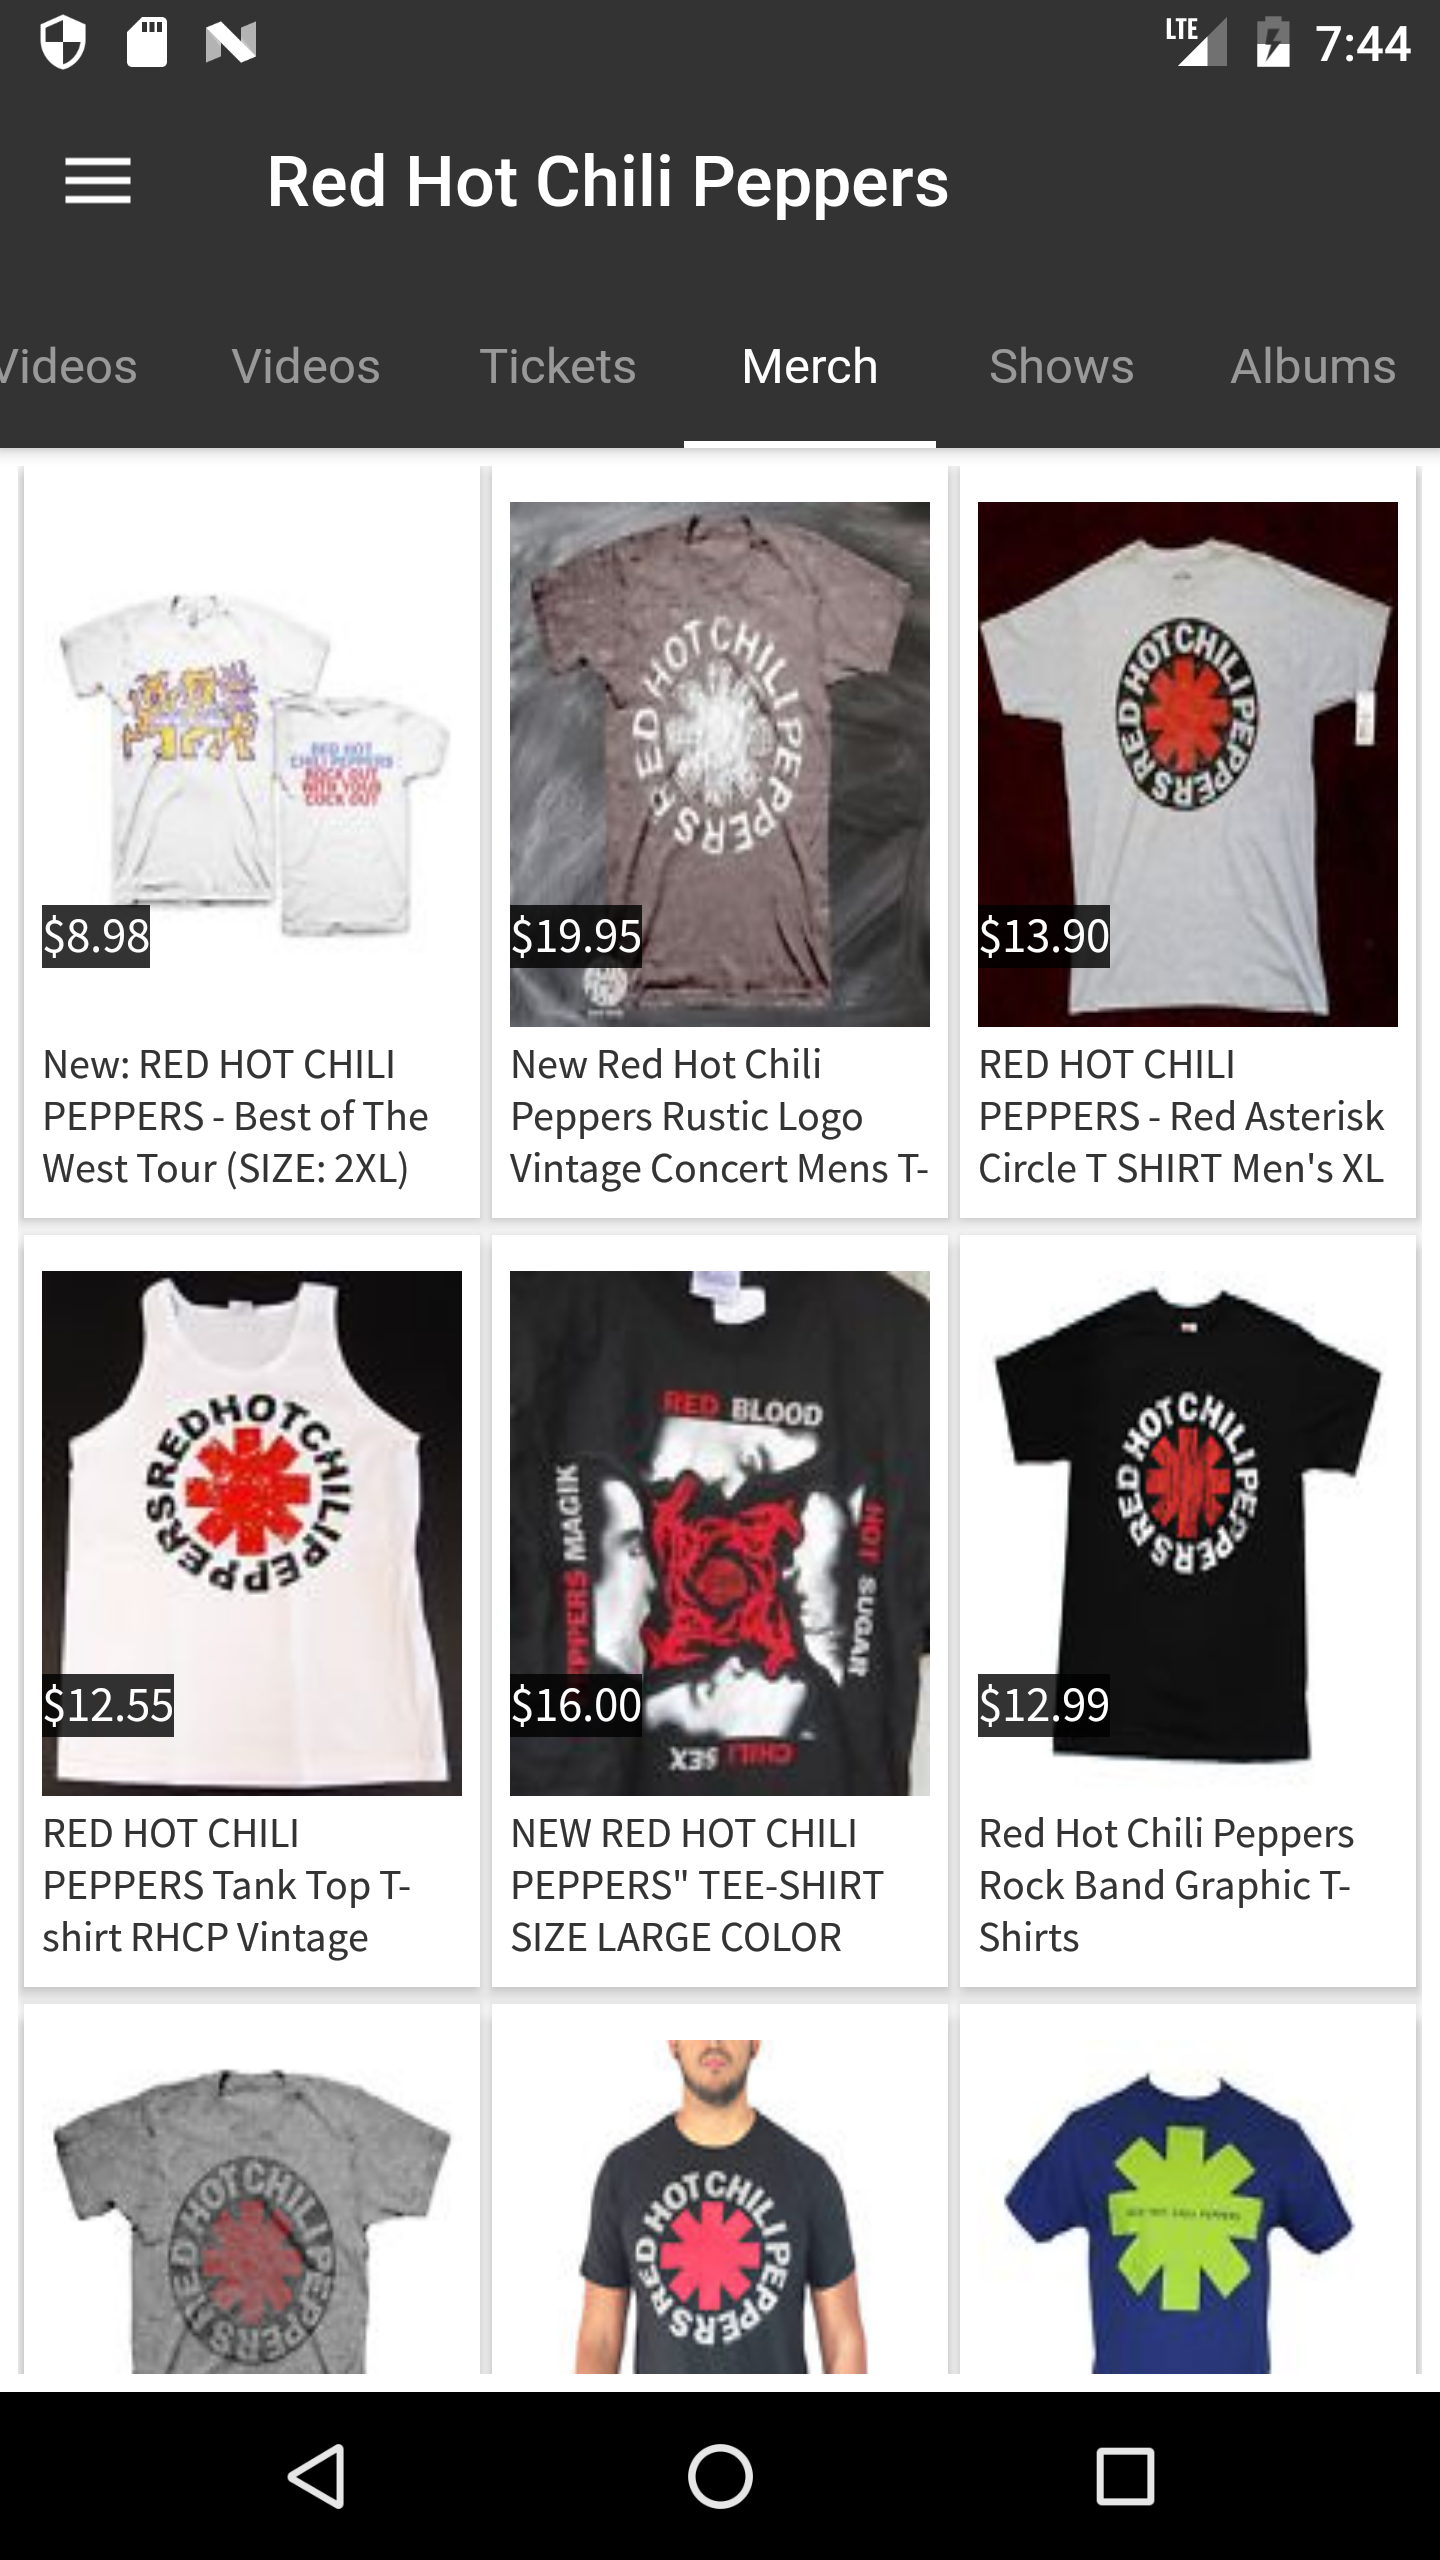 LTE 7:44
Red Hot Chili Peppers
Videos Videos Tickets Merch Shows Albums
RED HOT
CHILI PEPPERS
ROCK OUT
WITH YOUR
COCK OUT
$8.98
New: RED HOT CHILI
PEPPERS - Best of The
West Tour (SIZE: 2XL)
RED HOT CHILI PEPPERS
$19.95
New Red Hot Chili
Peppers Rustic Logo
Vintage Concert Mens T-
RED HOT CHILI PEPPERS
$13.90
RED HOT CHILI
PEPPERS - Red Asterisk
Circle T SHIRT Men's XL
RED HOT CHILI PEPPERS
$12.55
RED HOT CHILI
PEPPERS Tank Top T-
shirt RHCP Vintage
RED BLOOD
HOT SUGAR
CHILI SEX
PPERS MAGIK
$16.00
NEW RED HOT CHILI
PEPPERS" TEE-SHIRT
SIZE LARGE COLOR
RED HOT CHILI PEPPERS
$12.99
Red Hot Chili Peppers
Rock Band Graphic T-
Shirts
RED HOT CHILI PEPPERS
RED HOT CHILI PEPPERS
RED HOT CHILI PEPPERS